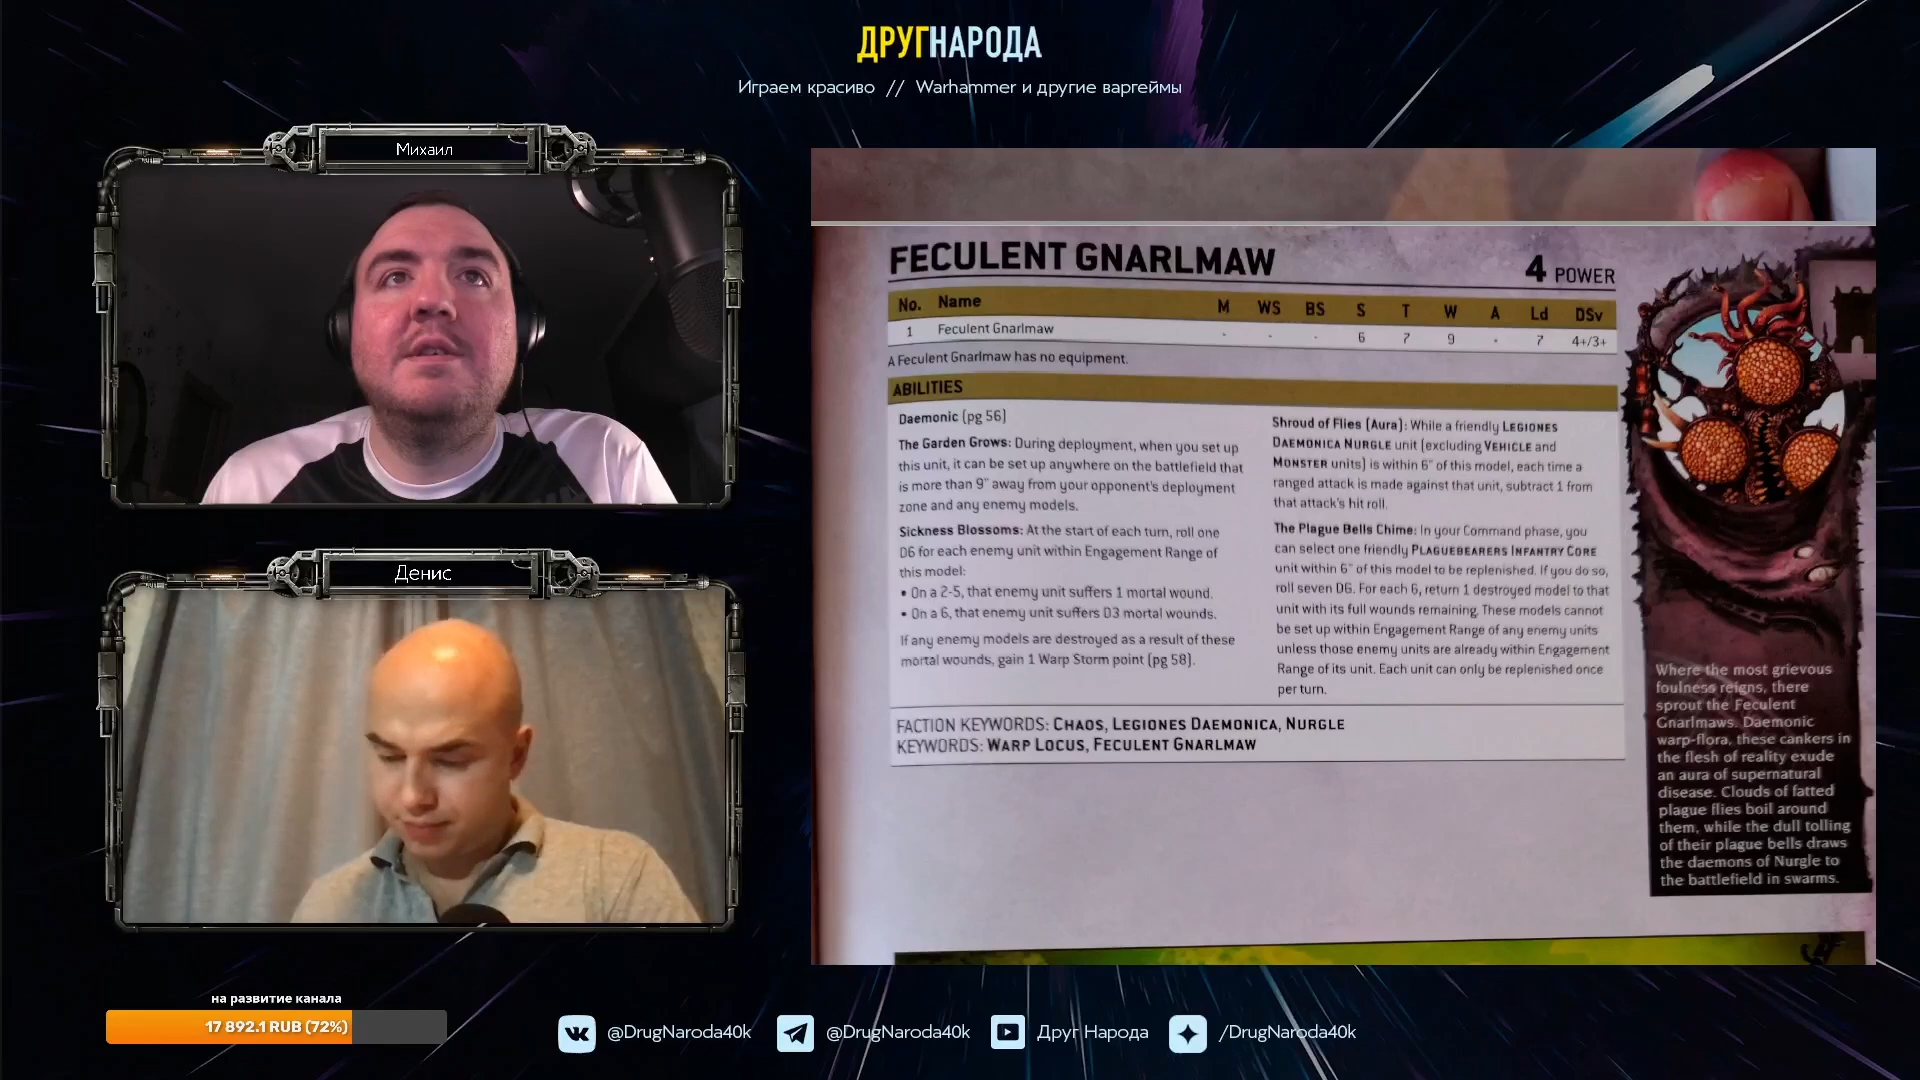 ДРУГНАРОДА
Играем красиво // Warhammer и другие варгеймы
Михаил
Денис
FECULENT GNARLMAW
4 POWER
No. Name M WS BS S T W A Ld DSv
1 Feculent Gnarlmaw - - - 6 7 9 - 7 4+/3+
A Feculent Gnarlmaw has no equipment.
ABILITIES
Daemonic (pg 56)
The Garden Grows: During deployment, when you set up
this unit, it can be set up anywhere on the battlefield that
is more than 9" away from your opponent's deployment
zone and any enemy models.
Sickness Blossoms: At the start of each turn, roll one
D6 for each enemy unit within Engagement Range of
this model:
• On a 2-5, that enemy unit suffers 1 mortal wound.
• On a 6, that enemy unit suffers D3 mortal wounds.
If any enemy models are destroyed as a result of these
mortal wounds, gain 1 Warp Storm point (pg 58).
Shroud of Flies (Aura): While a friendly LEGIONES
DAEMONICA NURGLE unit (excluding VEHICLE and
MONSTER units) is within 6" of this model, each time a
ranged attack is made against that unit, subtract 1 from
that attack's hit roll.
The Plague Bells Chime: In your Command phase, you
can select one friendly PLAGUEBEARERS INFANTRY CORE
unit within 6" of this model to be replenished. If you do so,
roll seven D6. For each 6, return 1 destroyed model to that
unit with its full wounds remaining. These models cannot
be set up within Engagement Range of any enemy units
unless those enemy units are already within Engagement
Range of its unit. Each unit can only be replenished once
per turn.
FACTION KEYWORDS: CHAOS, LEGIONES DAEMONICA, NURGLE
KEYWORDS: WARP LOCUS, FECULENT GNARLMAW
Where the most grievous
foulness reigns, there
sprout the Feculent
Gnarlmaws. Daemonic
warp-flora, these cankers in
the flesh of reality exude
an aura of supernatural
disease. Clouds of fatted
plague flies boil around
them, while the dull tolling
of their plague bells draws
the daemons of Nurgle to
the battlefield in swarms.
на развитие канала
17 892.1 RUB (72%)
@DrugNaroda40k
@DrugNaroda40k
Друг Народа
/DrugNaroda40k